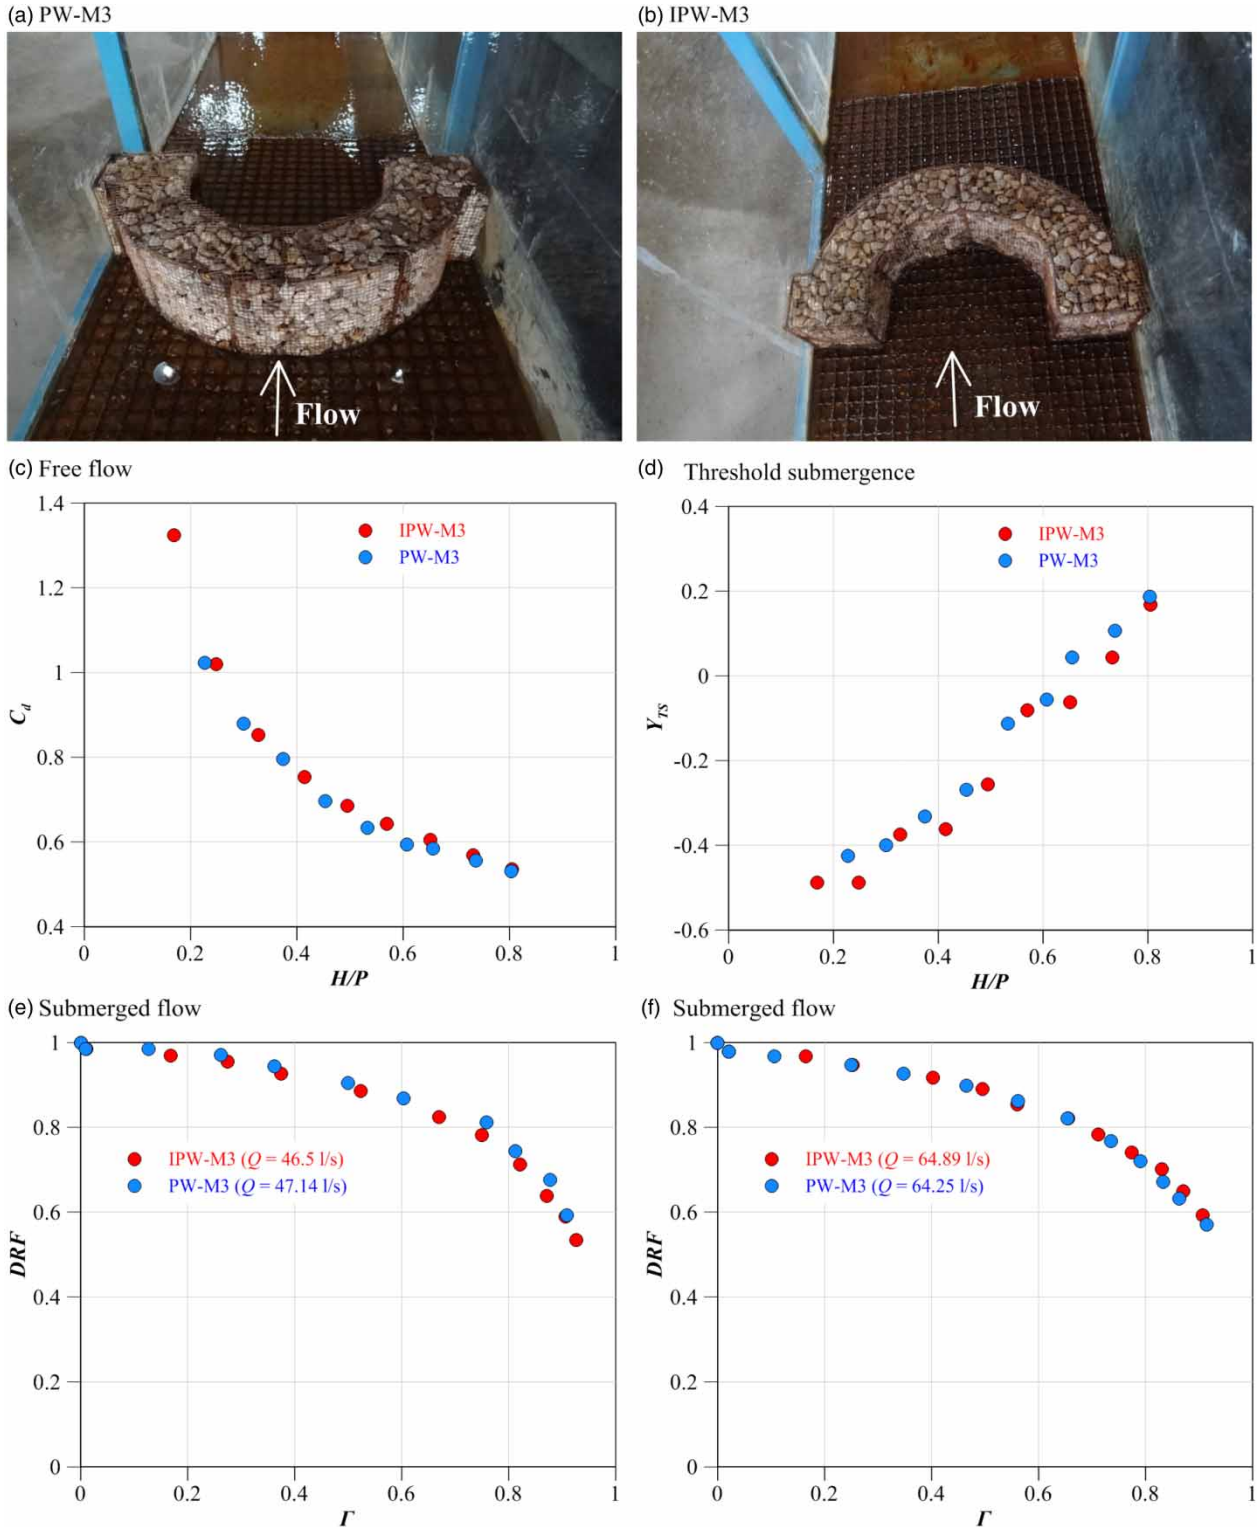 (a) PW-M3
(b) IPW-M3
Flow
Flow
(c) Free flow
(d) Threshold submergence
1.4
1.2
1
0.8
0.6
0.4
C_d
IPW-M3
PW-M3
0
0.2
0.4
0.6
0.8
1
H/P
0.4
0.2
0
-0.2
-0.4
-0.6
Y_TS
IPW-M3
PW-M3
0
0.2
0.4
0.6
0.8
1
H/P
(e) Submerged flow
(f) Submerged flow
1
0.8
0.6
0.4
0.2
0
DRF
IPW-M3 (Q = 46.5 l/s)
PW-M3 (Q = 47.14 l/s)
0.2
0.4
0.6
0.8
1
Γ
1
0.8
0.6
0.4
0.2
0
DRF
IPW-M3 (Q = 64.89 l/s)
PW-M3 (Q = 64.25 l/s)
0.2
0.4
0.6
0.8
1
Γ